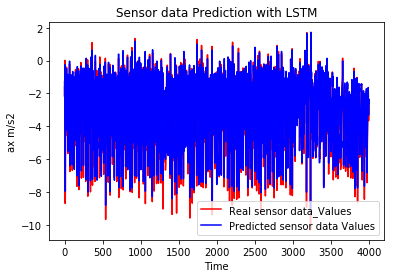 Sensor data Prediction with LSTM
ax m/s2
2
0
−2
−4
−6
−8
−10
Real sensor data_Values
Predicted sensor data Values
0 500 1000 1500 2000 2500 3000 3500 4000
Time